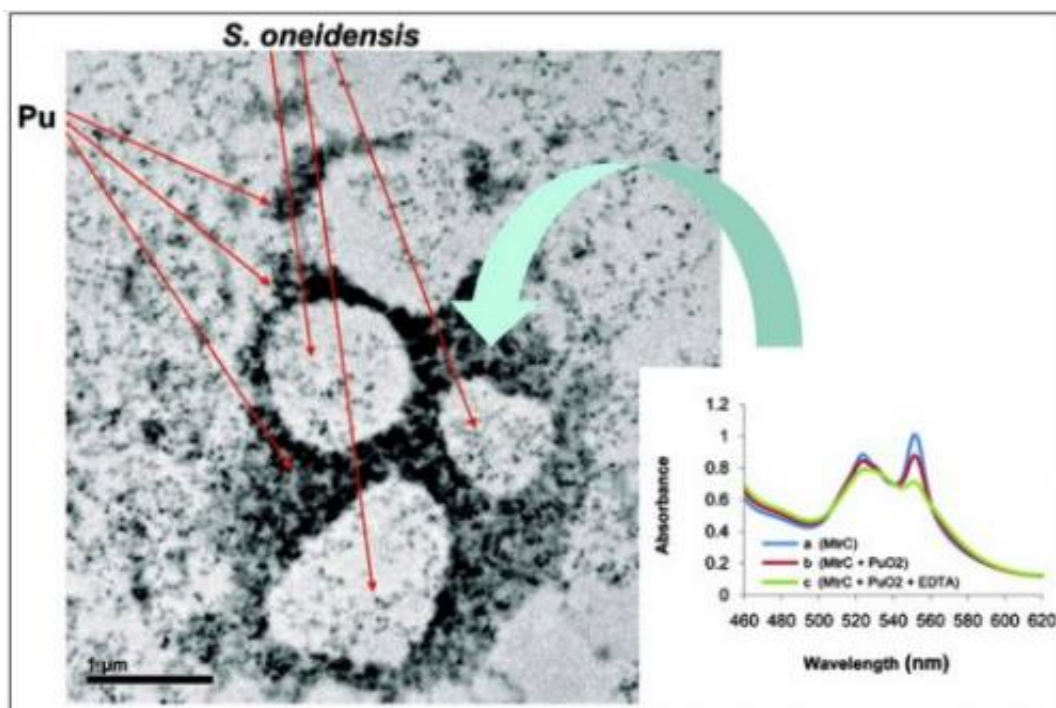 S. oneidensis
Pu
1 µm
1.2
1
0.8
0.6
0.4
0.2
0
Absorbance
a (MtrC)
b (MtrC + PuO2)
c (MtrC + PuO2 + EDTA)
460 480 500 520 540 560 580 600 620
Wavelength (nm)